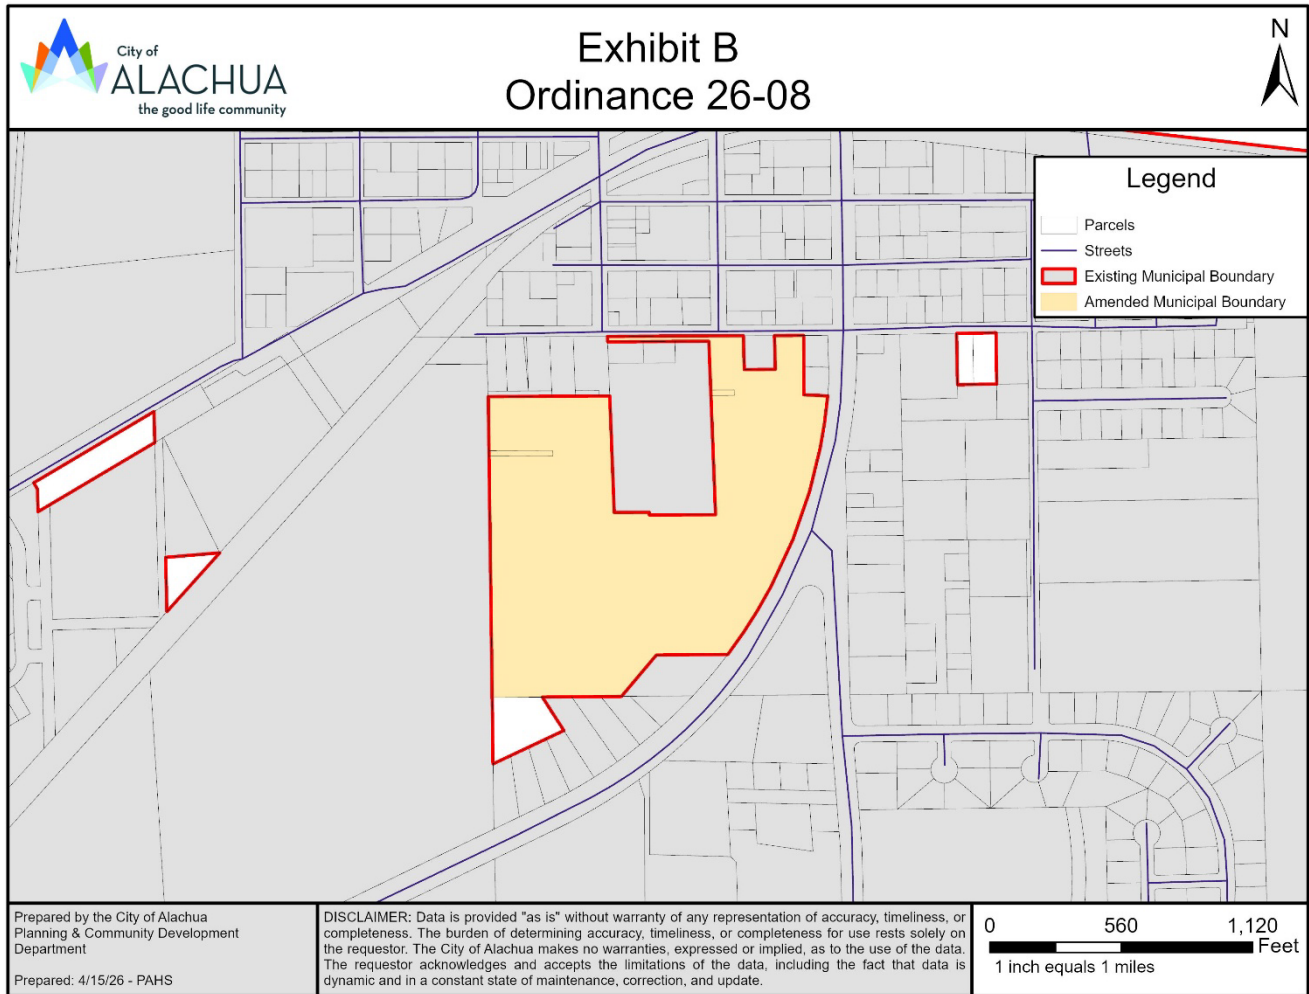 City of
ALACHUA
the good life community
Exhibit B
Ordinance 26-08
N
Legend
Parcels
Streets
Existing Municipal Boundary
Amended Municipal Boundary
Prepared by the City of Alachua
Planning & Community Development
Department
Prepared: 4/15/26 - PAHS
DISCLAIMER: Data is provided "as is" without warranty of any representation of accuracy, timeliness, or
completeness. The burden of determining accuracy, timeliness, or completeness for use rests solely on
the requestor. The City of Alachua makes no warranties, expressed or implied, as to the use of the data.
The requestor acknowledges and accepts the limitations of the data, including the fact that data is
dynamic and in a constant state of maintenance, correction, and update.
0 560 1,120
Feet
1 inch equals 1 miles